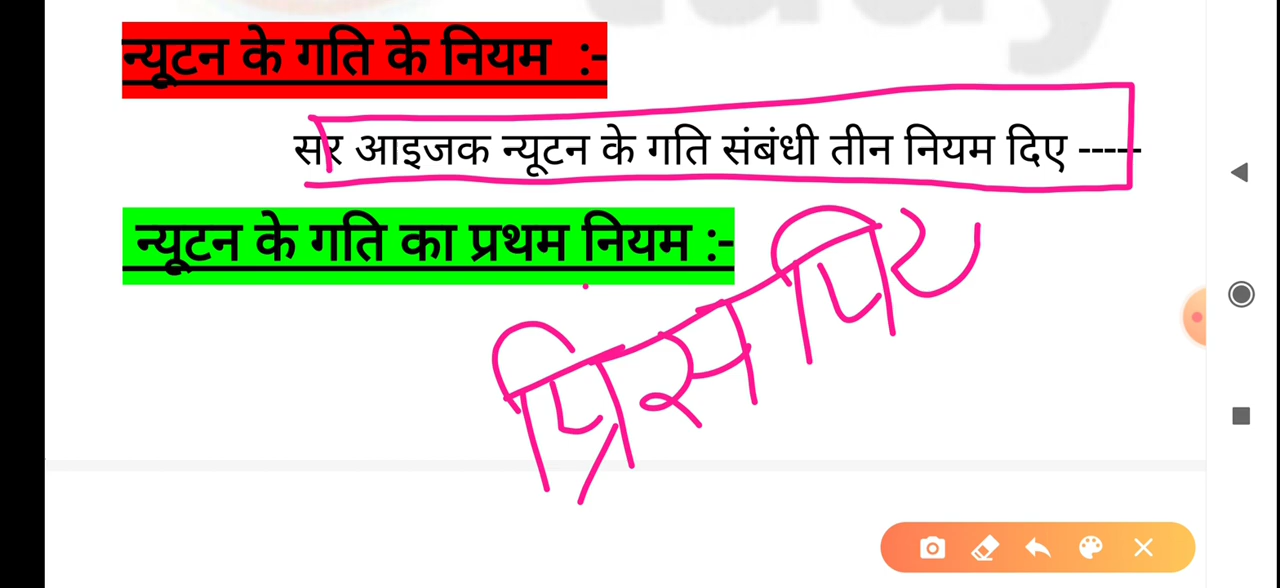 न्यूटन के गति के नियम :-
सर आइजक न्यूटन के गति संबंधी तीन नियम दिए -----
न्यूटन के गति का प्रथम नियम :-